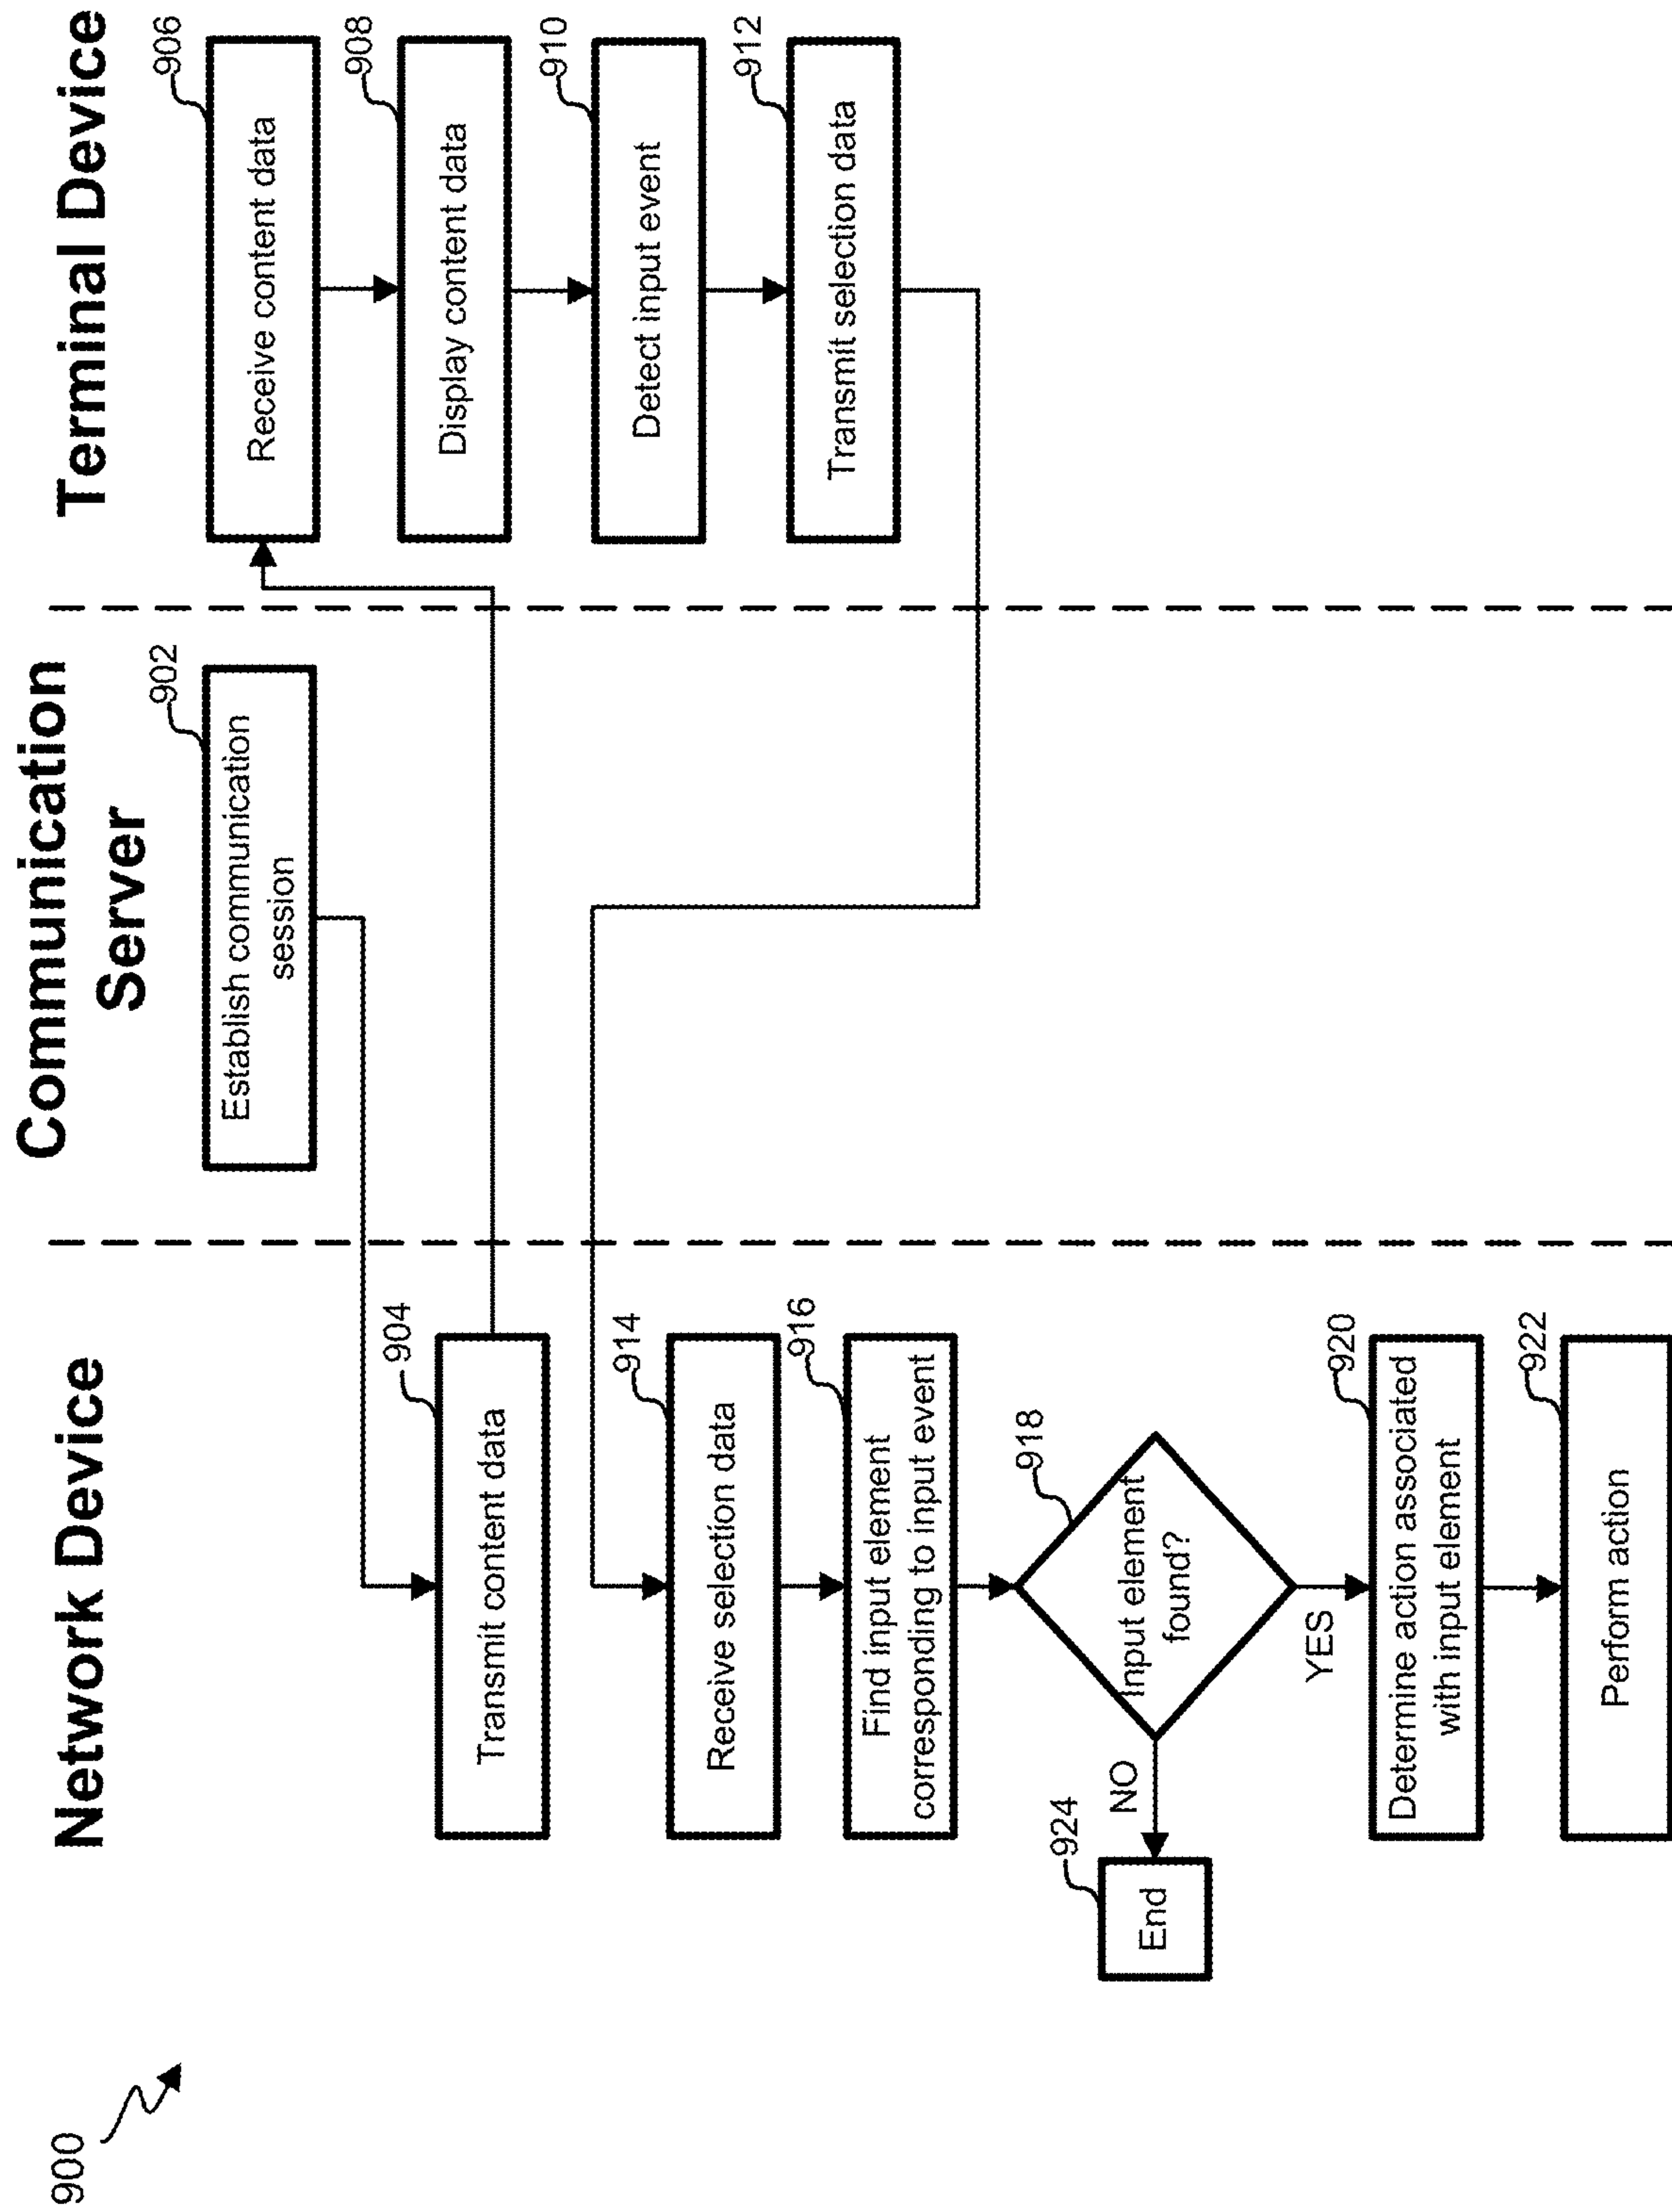 900
Network Device
Communication
Server
Terminal Device
902
Establish communication
session
904
Transmit content data
906
Receive content data
908
Display content data
910
Detect input event
912
Transmit selection data
914
Receive selection data
916
Find input element
corresponding to input event
918
Input element
found?
NO
924
End
YES
920
Determine action associated
with input element
922
Perform action